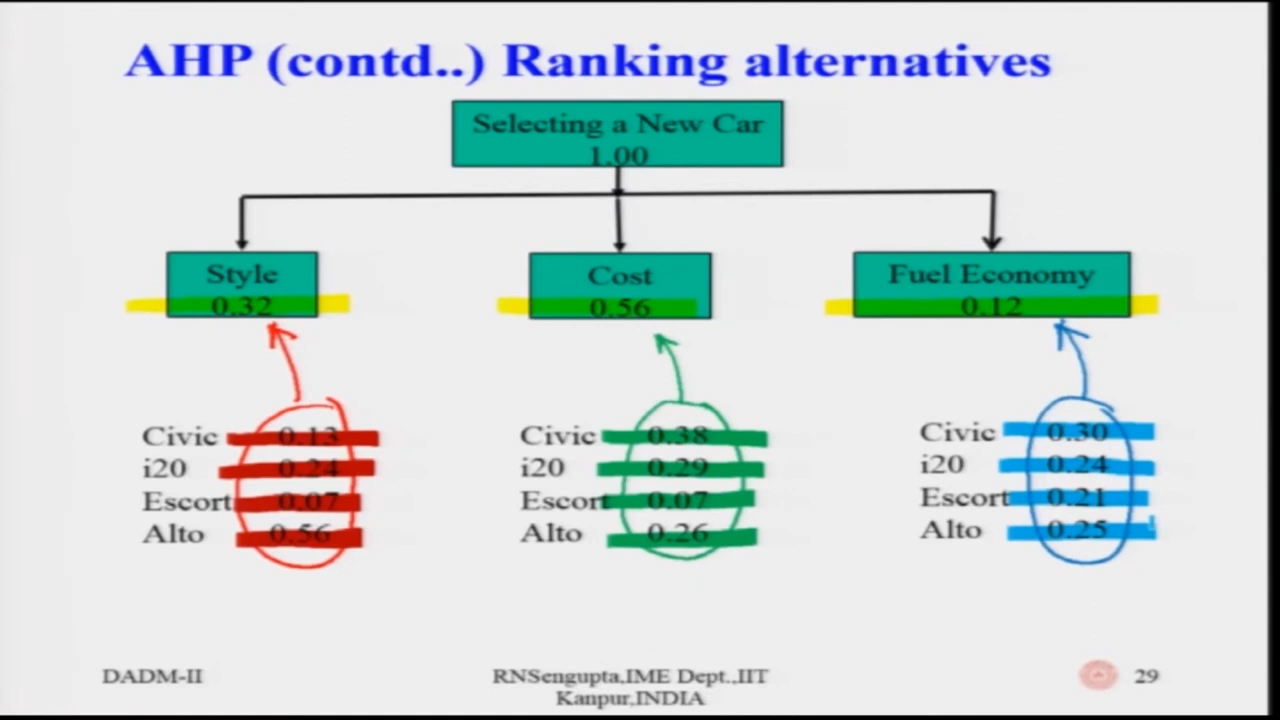 AHP (contd..) Ranking alternatives
Selecting a New Car
1.00
Style
0.32
Cost
0.56
Fuel Economy
0.12
Civic 0.13
i20 0.24
Escort 0.07
Alto 0.56
Civic 0.38
i20 0.29
Escort 0.07
Alto 0.26
Civic 0.30
i20 0.24
Escort 0.21
Alto 0.25
DADM-II
RNSengupta,IME Dept.,IIT
Kanpur,INDIA
29